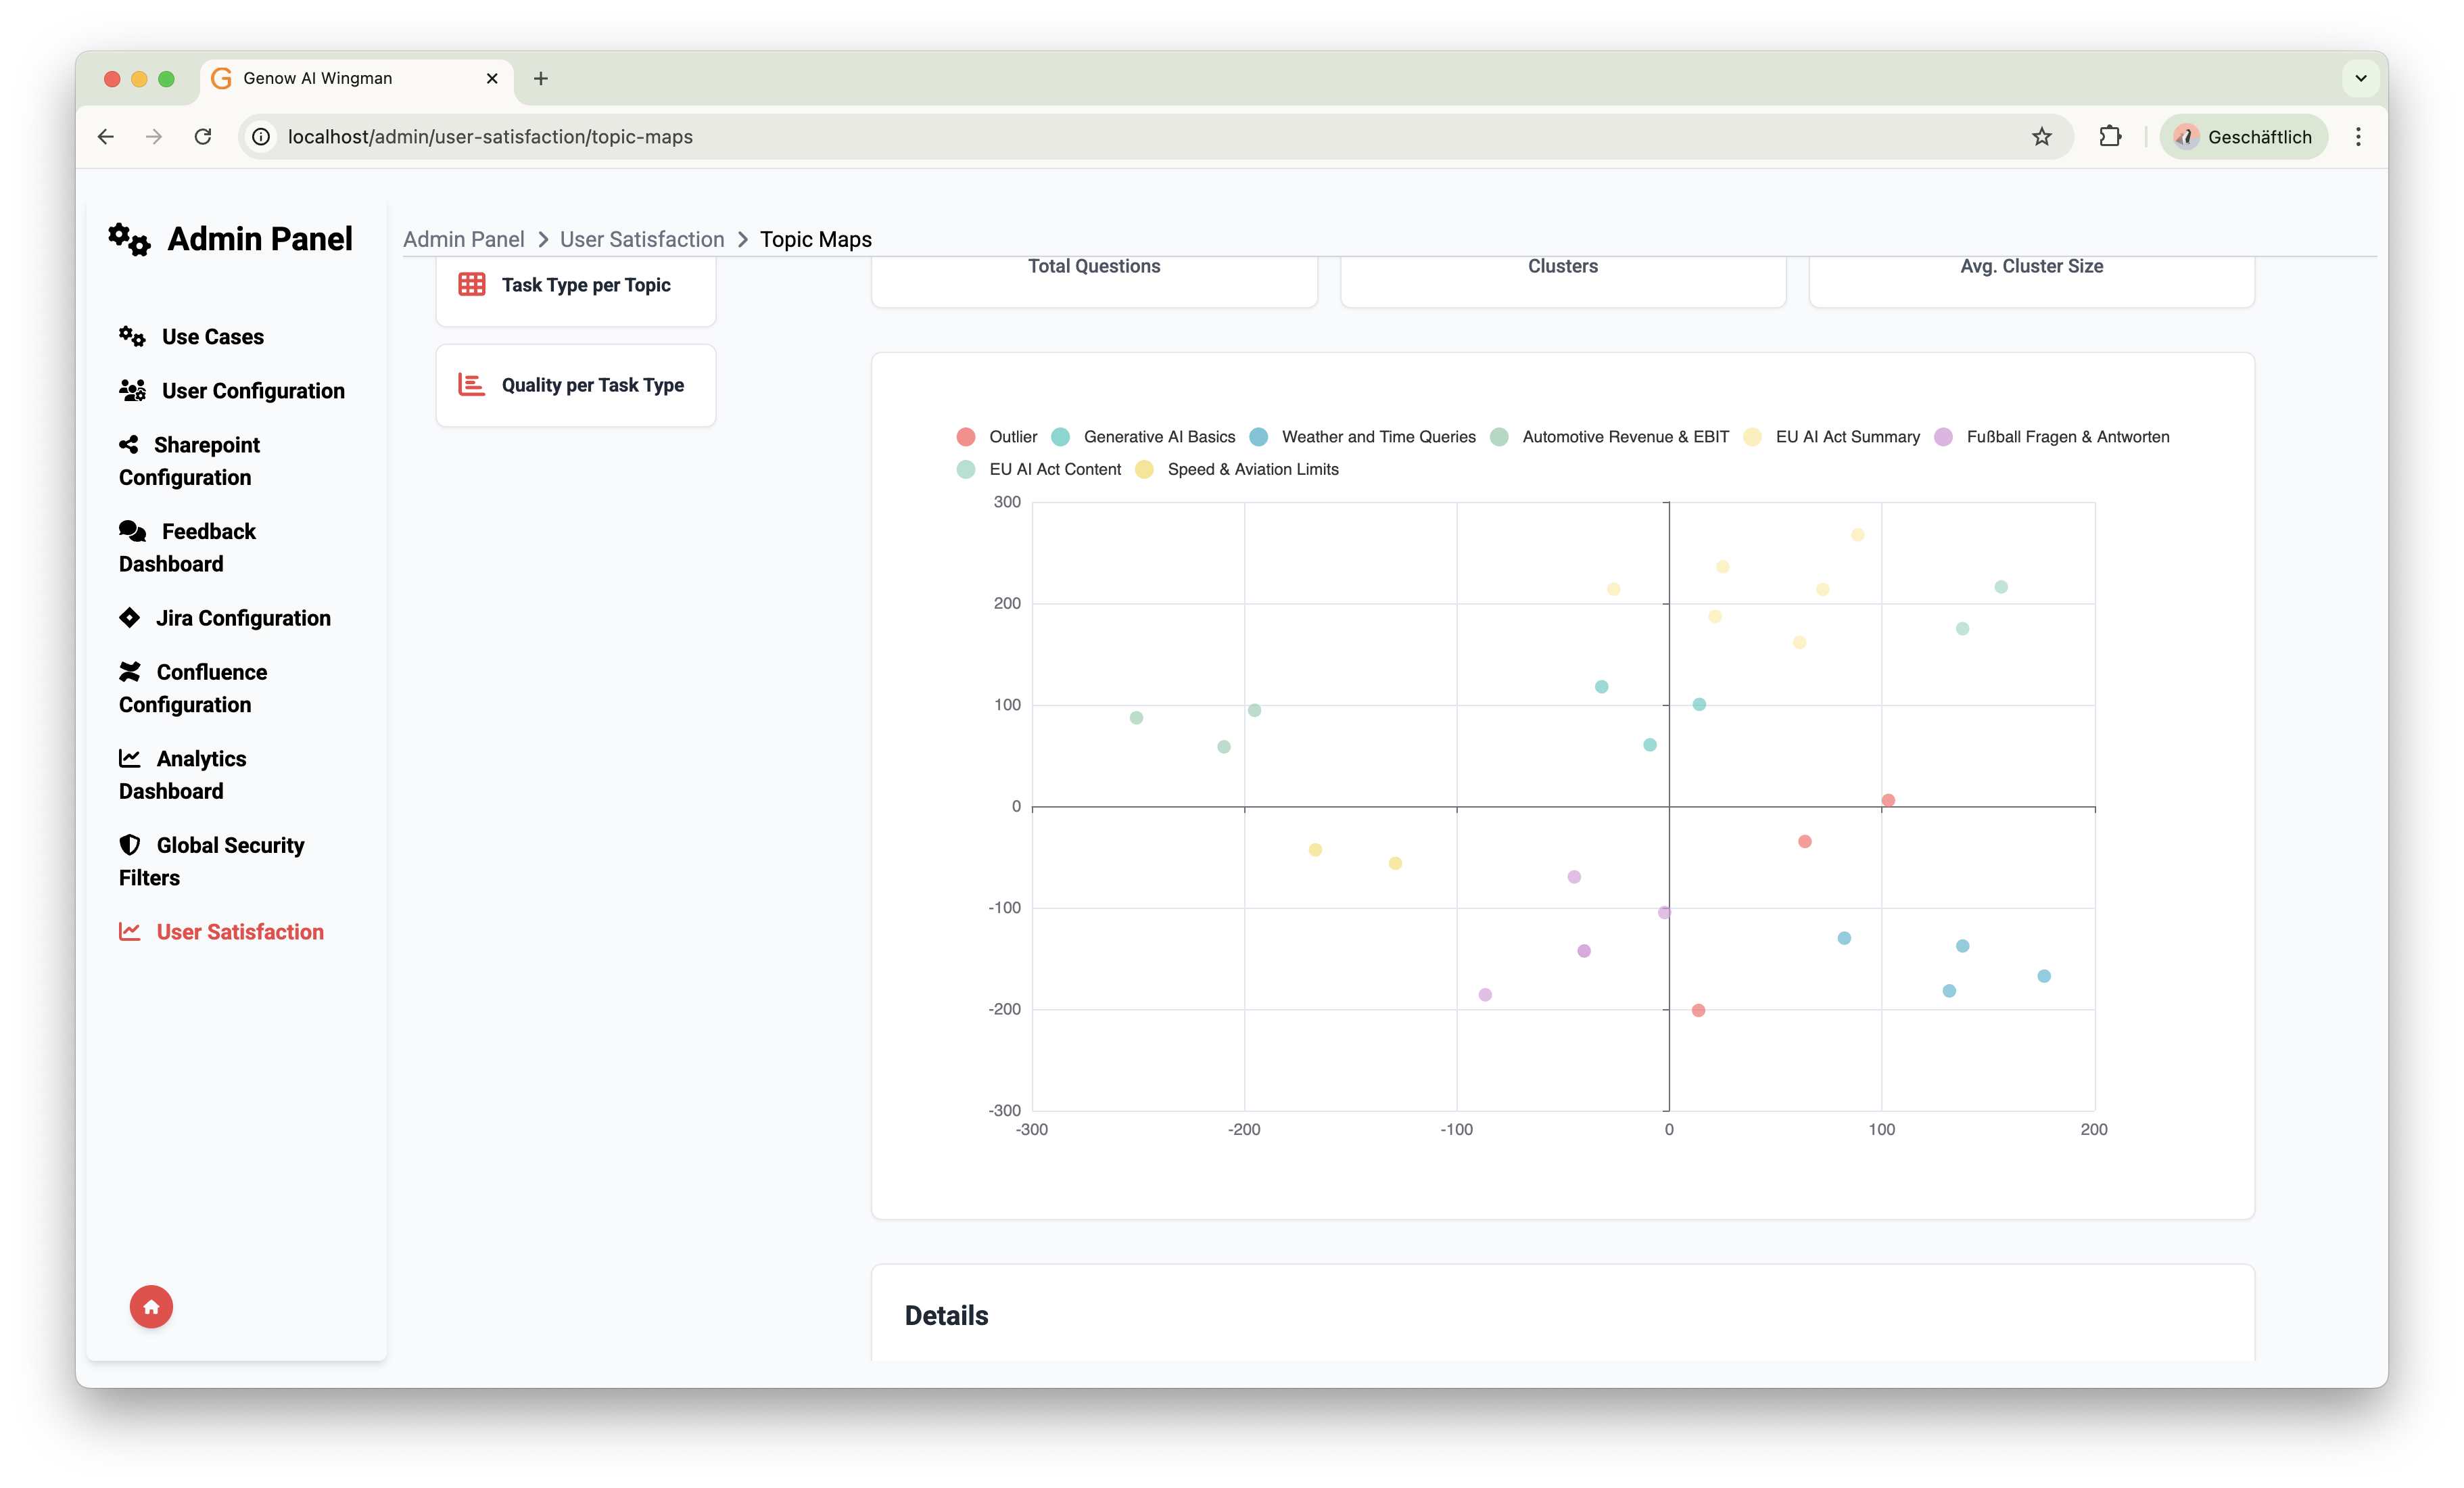 Genow AI Wingman
localhost/admin/user-satisfaction/topic-maps
Geschäftlich
Admin Panel
Use Cases
User Configuration
Sharepoint
Configuration
Feedback
Dashboard
Jira Configuration
Confluence
Configuration
Analytics
Dashboard
Global Security
Filters
User Satisfaction
Admin Panel > User Satisfaction > Topic Maps
Task Type per Topic
Quality per Task Type
Total Questions
Clusters
Avg. Cluster Size
Outlier Generative AI Basics Weather and Time Queries Automotive Revenue & EBIT EU AI Act Summary Fußball Fragen & Antworten
EU AI Act Content Speed & Aviation Limits
300
200
100
0
-100
-200
-300
-300 -200 -100 0 100 200
Details